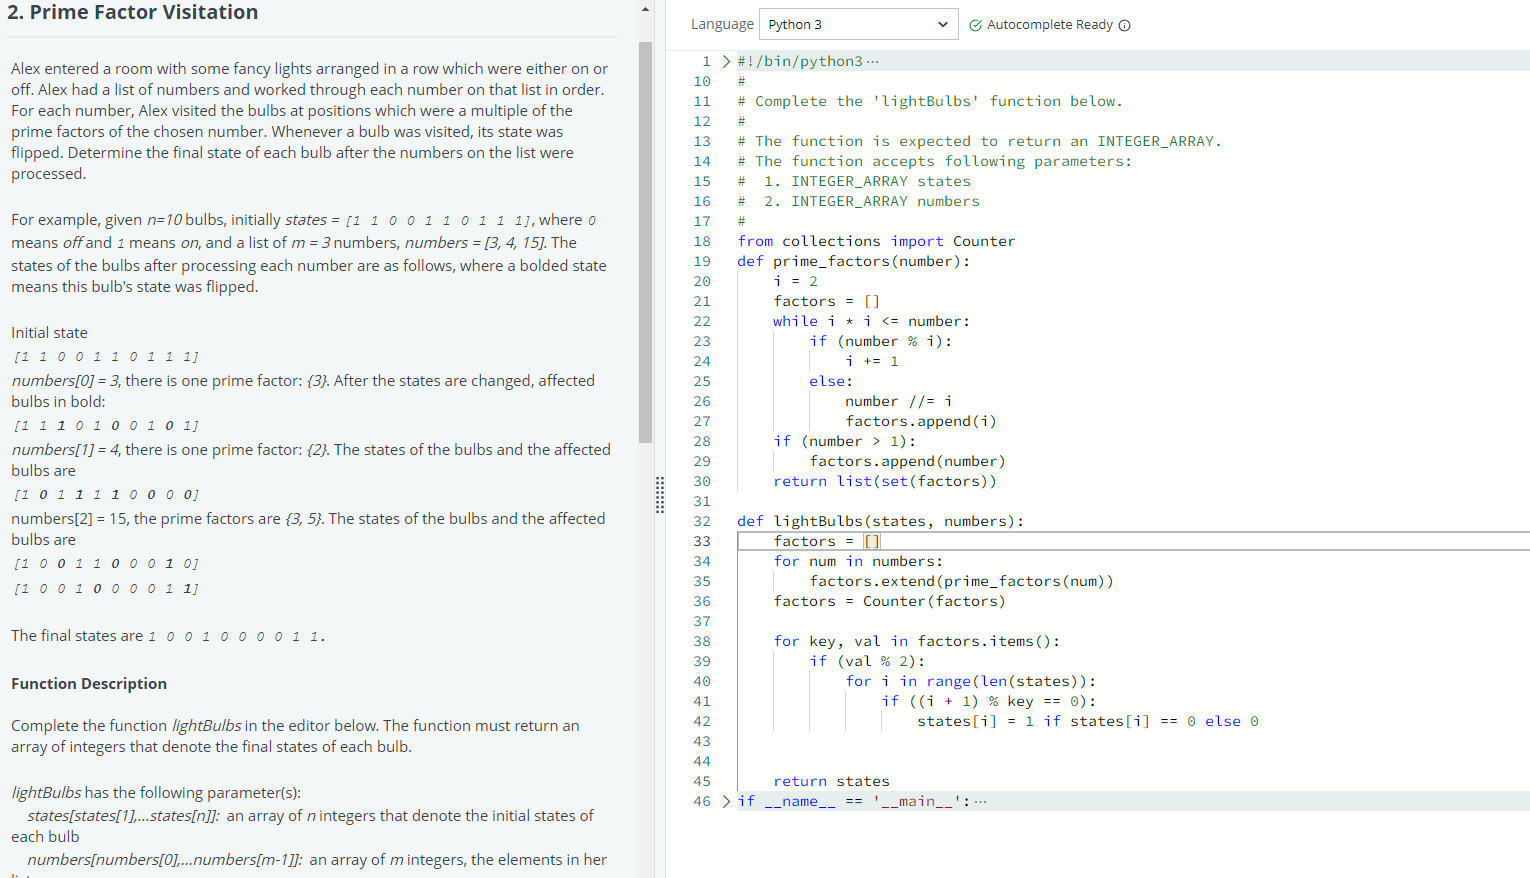 2. Prime Factor Visitation
Alex entered a room with some fancy lights arranged in a row which were either on or
off. Alex had a list of numbers and worked through each number on that list in order.
For each number, Alex visited the bulbs at positions which were a multiple of the
prime factors of the chosen number. Whenever a bulb was visited, its state was
flipped. Determine the final state of each bulb after the numbers on the list were
processed.
For example, given n=10 bulbs, initially states = [1 1 0 0 1 1 0 1 1 1], where 0
means off and 1 means on, and a list of m = 3 numbers, numbers = [3, 4, 15]. The
states of the bulbs after processing each number are as follows, where a bolded state
means this bulb's state was flipped.
Initial state
[1 1 0 0 1 1 0 1 1 1]
numbers[0] = 3, there is one prime factor: {3}. After the states are changed, affected
bulbs in bold:
[1 1 1 0 1 0 0 1 0 1]
numbers[1] = 4, there is one prime factor: {2}. The states of the bulbs and the affected
bulbs are
[1 0 1 1 1 1 0 0 0 0]
numbers[2] = 15, the prime factors are {3, 5}. The states of the bulbs and the affected
bulbs are
[1 0 0 1 1 0 0 0 1 0]
[1 0 0 1 0 0 0 0 1 1]
The final states are 1 0 0 1 0 0 0 0 1 1.
Function Description
Complete the function lightBulbs in the editor below. The function must return an
array of integers that denote the final states of each bulb.
lightBulbs has the following parameter(s):
states[states[1],...states[n]]: an array of n integers that denote the initial states of
each bulb
numbers[numbers[0],...numbers[m-1]]: an array of m integers, the elements in her
Language Python 3 Autocomplete Ready
1 #!/bin/python3 ···
10 #
11 # Complete the 'lightBulbs' function below.
12 #
13 # The function is expected to return an INTEGER_ARRAY.
14 # The function accepts following parameters:
15 #  1. INTEGER_ARRAY states
16 #  2. INTEGER_ARRAY numbers
17 #
18 from collections import Counter
19 def prime_factors(number):
20     i = 2
21     factors = []
22     while i * i <= number:
23         if (number % i):
24             i += 1
25         else:
26             number //= i
27             factors.append(i)
28     if (number > 1):
29         factors.append(number)
30     return list(set(factors))
31
32 def lightBulbs(states, numbers):
33     factors = []
34     for num in numbers:
35         factors.extend(prime_factors(num))
36     factors = Counter(factors)
37
38     for key, val in factors.items():
39         if (val % 2):
40             for i in range(len(states)):
41                 if ((i + 1) % key == 0):
42                     states[i] = 1 if states[i] == 0 else 0
43
44
45     return states
46 if __name__ == '__main__': ···